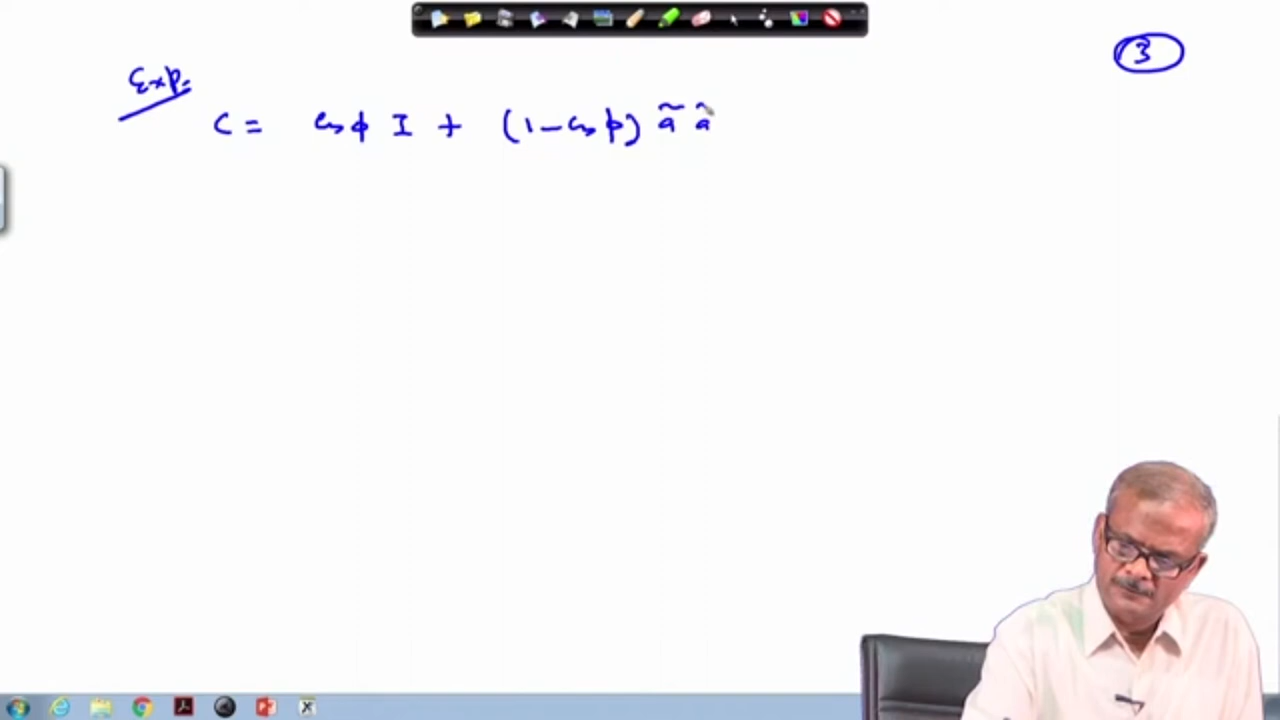 3
Exp.
C = cos φ I + (1 - cos φ) ã ã